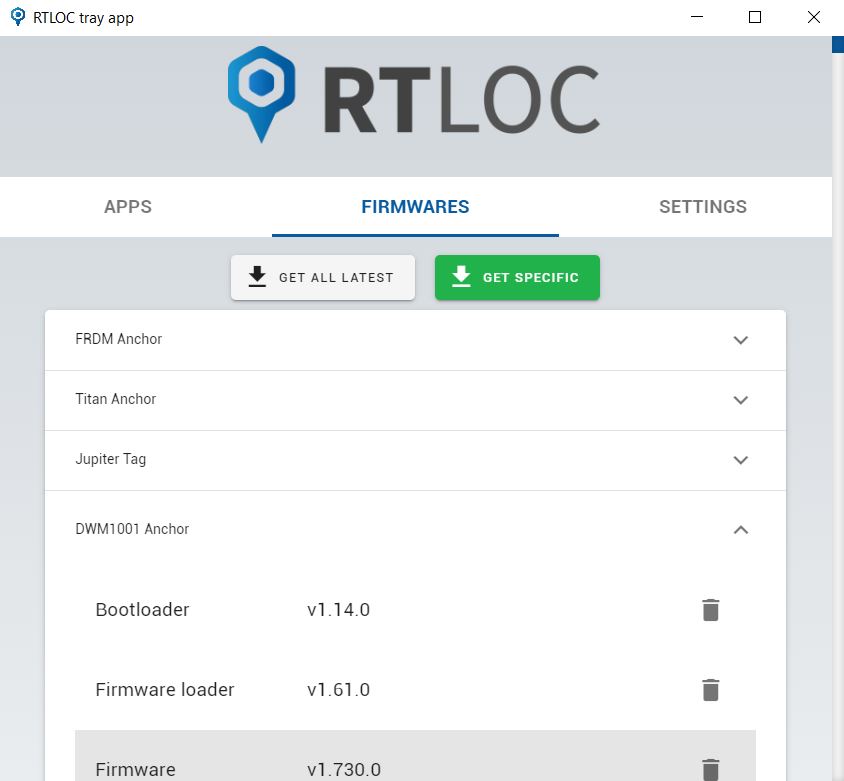 RTLOC tray app
RTLOC
APPS FIRMWARES SETTINGS
GET ALL LATEST GET SPECIFIC
FRDM Anchor
Titan Anchor
Jupiter Tag
DWM1001 Anchor
Bootloader v1.14.0
Firmware loader v1.61.0
Firmware v1.730.0